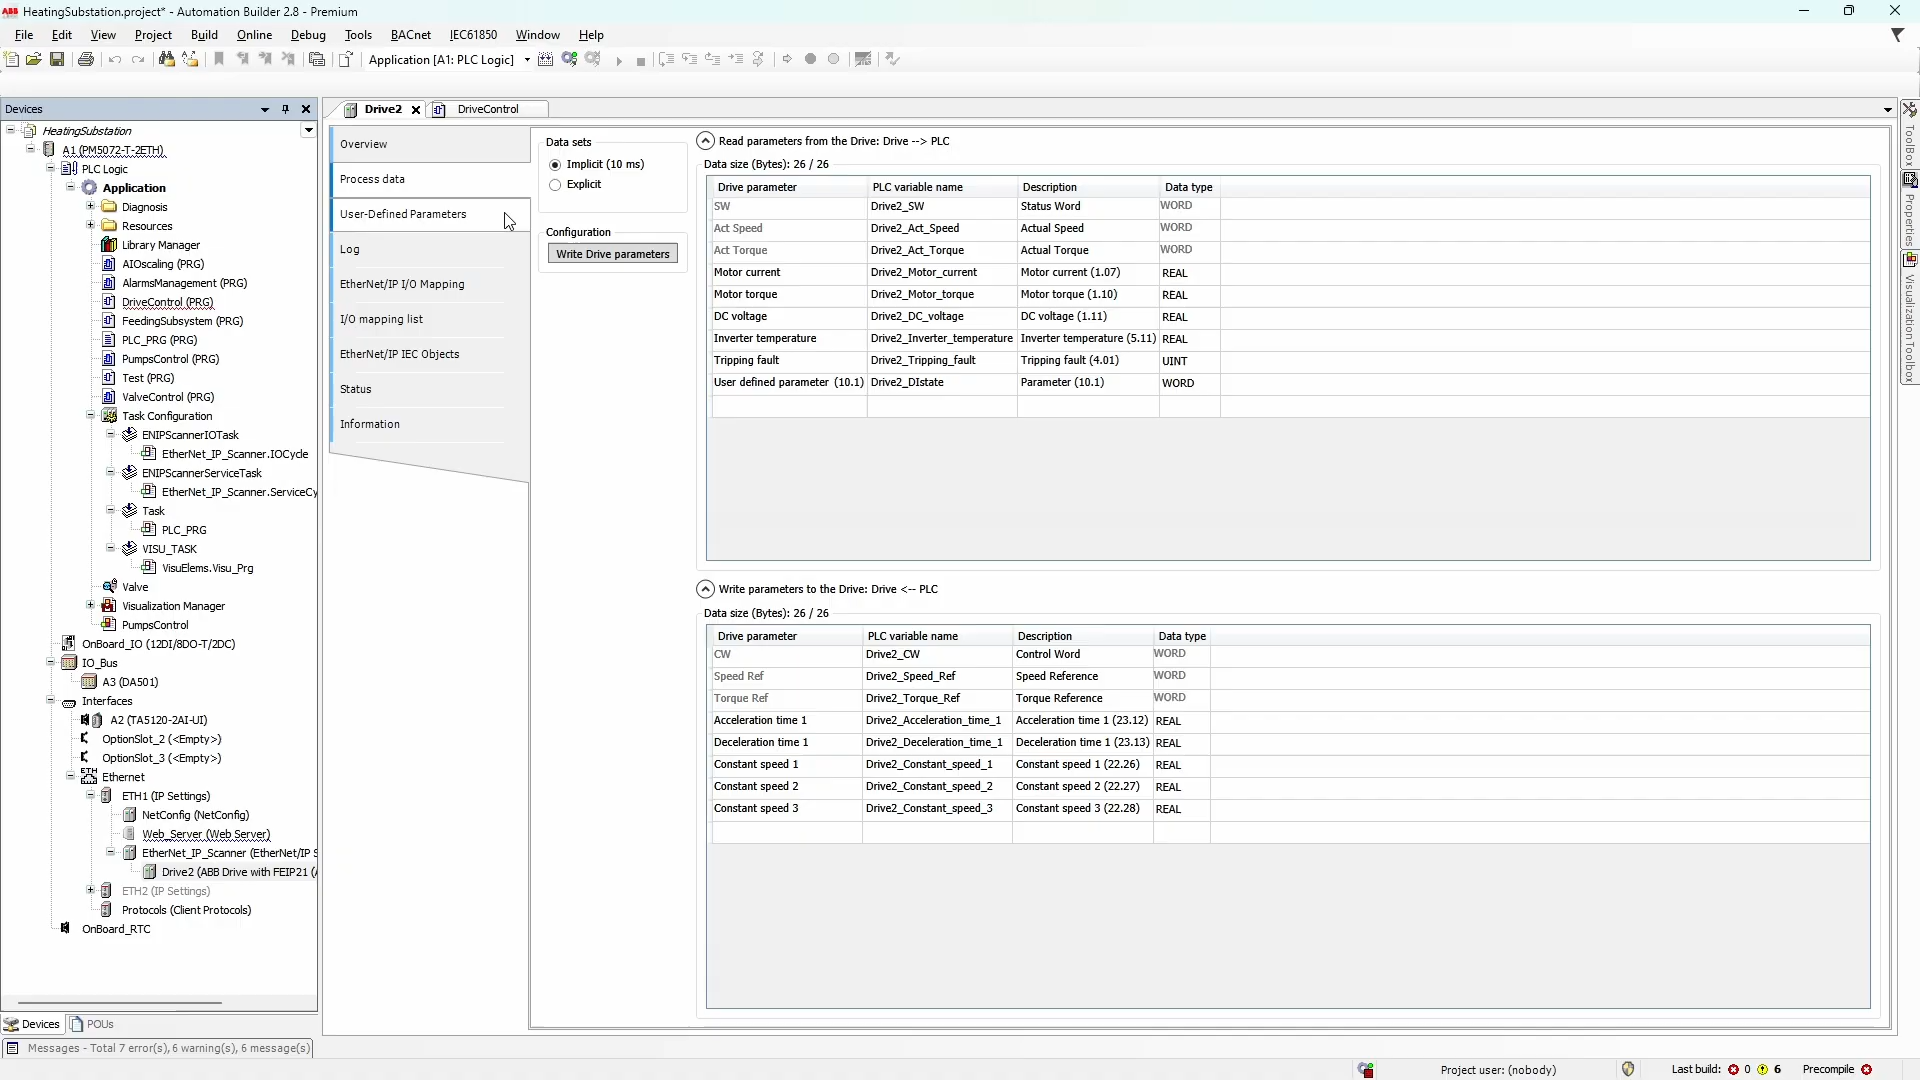 ABB HeatingSubstation.project* - Automation Builder 2.8 - Premium
File Edit View Project Build Online Debug Tools BACnet IEC61850 Window Help
Application [A1: PLC Logic]
Devices
HeatingSubstation
A1 (PM5072-T-2ETH)
PLC Logic
Application
Diagnosis
Resources
Library Manager
AIOscaling (PRG)
AlarmsManagement (PRG)
DriveControl (PRG)
FeedingSubsystem (PRG)
PLC_PRG (PRG)
PumpsControl (PRG)
Test (PRG)
ValveControl (PRG)
Task Configuration
ENIPScannerIOTask
EtherNet_IP_Scanner.IOCycle
ENIPScannerServiceTask
EtherNet_IP_Scanner.ServiceCy
Task
PLC_PRG
VISU_TASK
VisuElems.Visu_Prg
Valve
Visualization Manager
PumpsControl
OnBoard_IO (12DI/8DO-T/2DC)
IO_Bus
A3 (DA501)
Interfaces
A2 (TA5120-2AI-UI)
OptionSlot_2 (<Empty>)
OptionSlot_3 (<Empty>)
ETH Ethernet
ETH1 (IP Settings)
NetConfig (NetConfig)
Web_Server (Web Server)
EtherNet_IP_Scanner (EtherNet/IP S
Drive2 (ABB Drive with FEIP21 (A
ETH2 (IP Settings)
Protocols (Client Protocols)
OnBoard_RTC
Devices POUs
Messages - Total 7 error(s), 6 warning(s), 6 message(s)
Drive2 DriveControl
Overview
Process data
User-Defined Parameters
Log
EtherNet/IP I/O Mapping
I/O mapping list
EtherNet/IP IEC Objects
Status
Information
Data sets
Implicit (10 ms)
Explicit
Configuration
Write Drive parameters
Read parameters from the Drive: Drive --> PLC
Data size (Bytes): 26 / 26
Drive parameter PLC variable name Description Data type
SW Drive2_SW Status Word WORD
Act Speed Drive2_Act_Speed Actual Speed WORD
Act Torque Drive2_Act_Torque Actual Torque WORD
Motor current Drive2_Motor_current Motor current (1.07) REAL
Motor torque Drive2_Motor_torque Motor torque (1.10) REAL
DC voltage Drive2_DC_voltage DC voltage (1.11) REAL
Inverter temperature Drive2_Inverter_temperature Inverter temperature (5.11) REAL
Tripping fault Drive2_Tripping_fault Tripping fault (4.01) UINT
User defined parameter (10.1) Drive2_DIstate Parameter (10.1) WORD
Write parameters to the Drive: Drive <-- PLC
Data size (Bytes): 26 / 26
Drive parameter PLC variable name Description Data type
CW Drive2_CW Control Word WORD
Speed Ref Drive2_Speed_Ref Speed Reference WORD
Torque Ref Drive2_Torque_Ref Torque Reference WORD
Acceleration time 1 Drive2_Acceleration_time_1 Acceleration time 1 (23.12) REAL
Deceleration time 1 Drive2_Deceleration_time_1 Deceleration time 1 (23.13) REAL
Constant speed 1 Drive2_Constant_speed_1 Constant speed 1 (22.26) REAL
Constant speed 2 Drive2_Constant_speed_2 Constant speed 2 (22.27) REAL
Constant speed 3 Drive2_Constant_speed_3 Constant speed 3 (22.28) REAL
ToolBox
Properties
Visualization Toolbox
Project user: (nobody) Last build: 0 6 Precompile